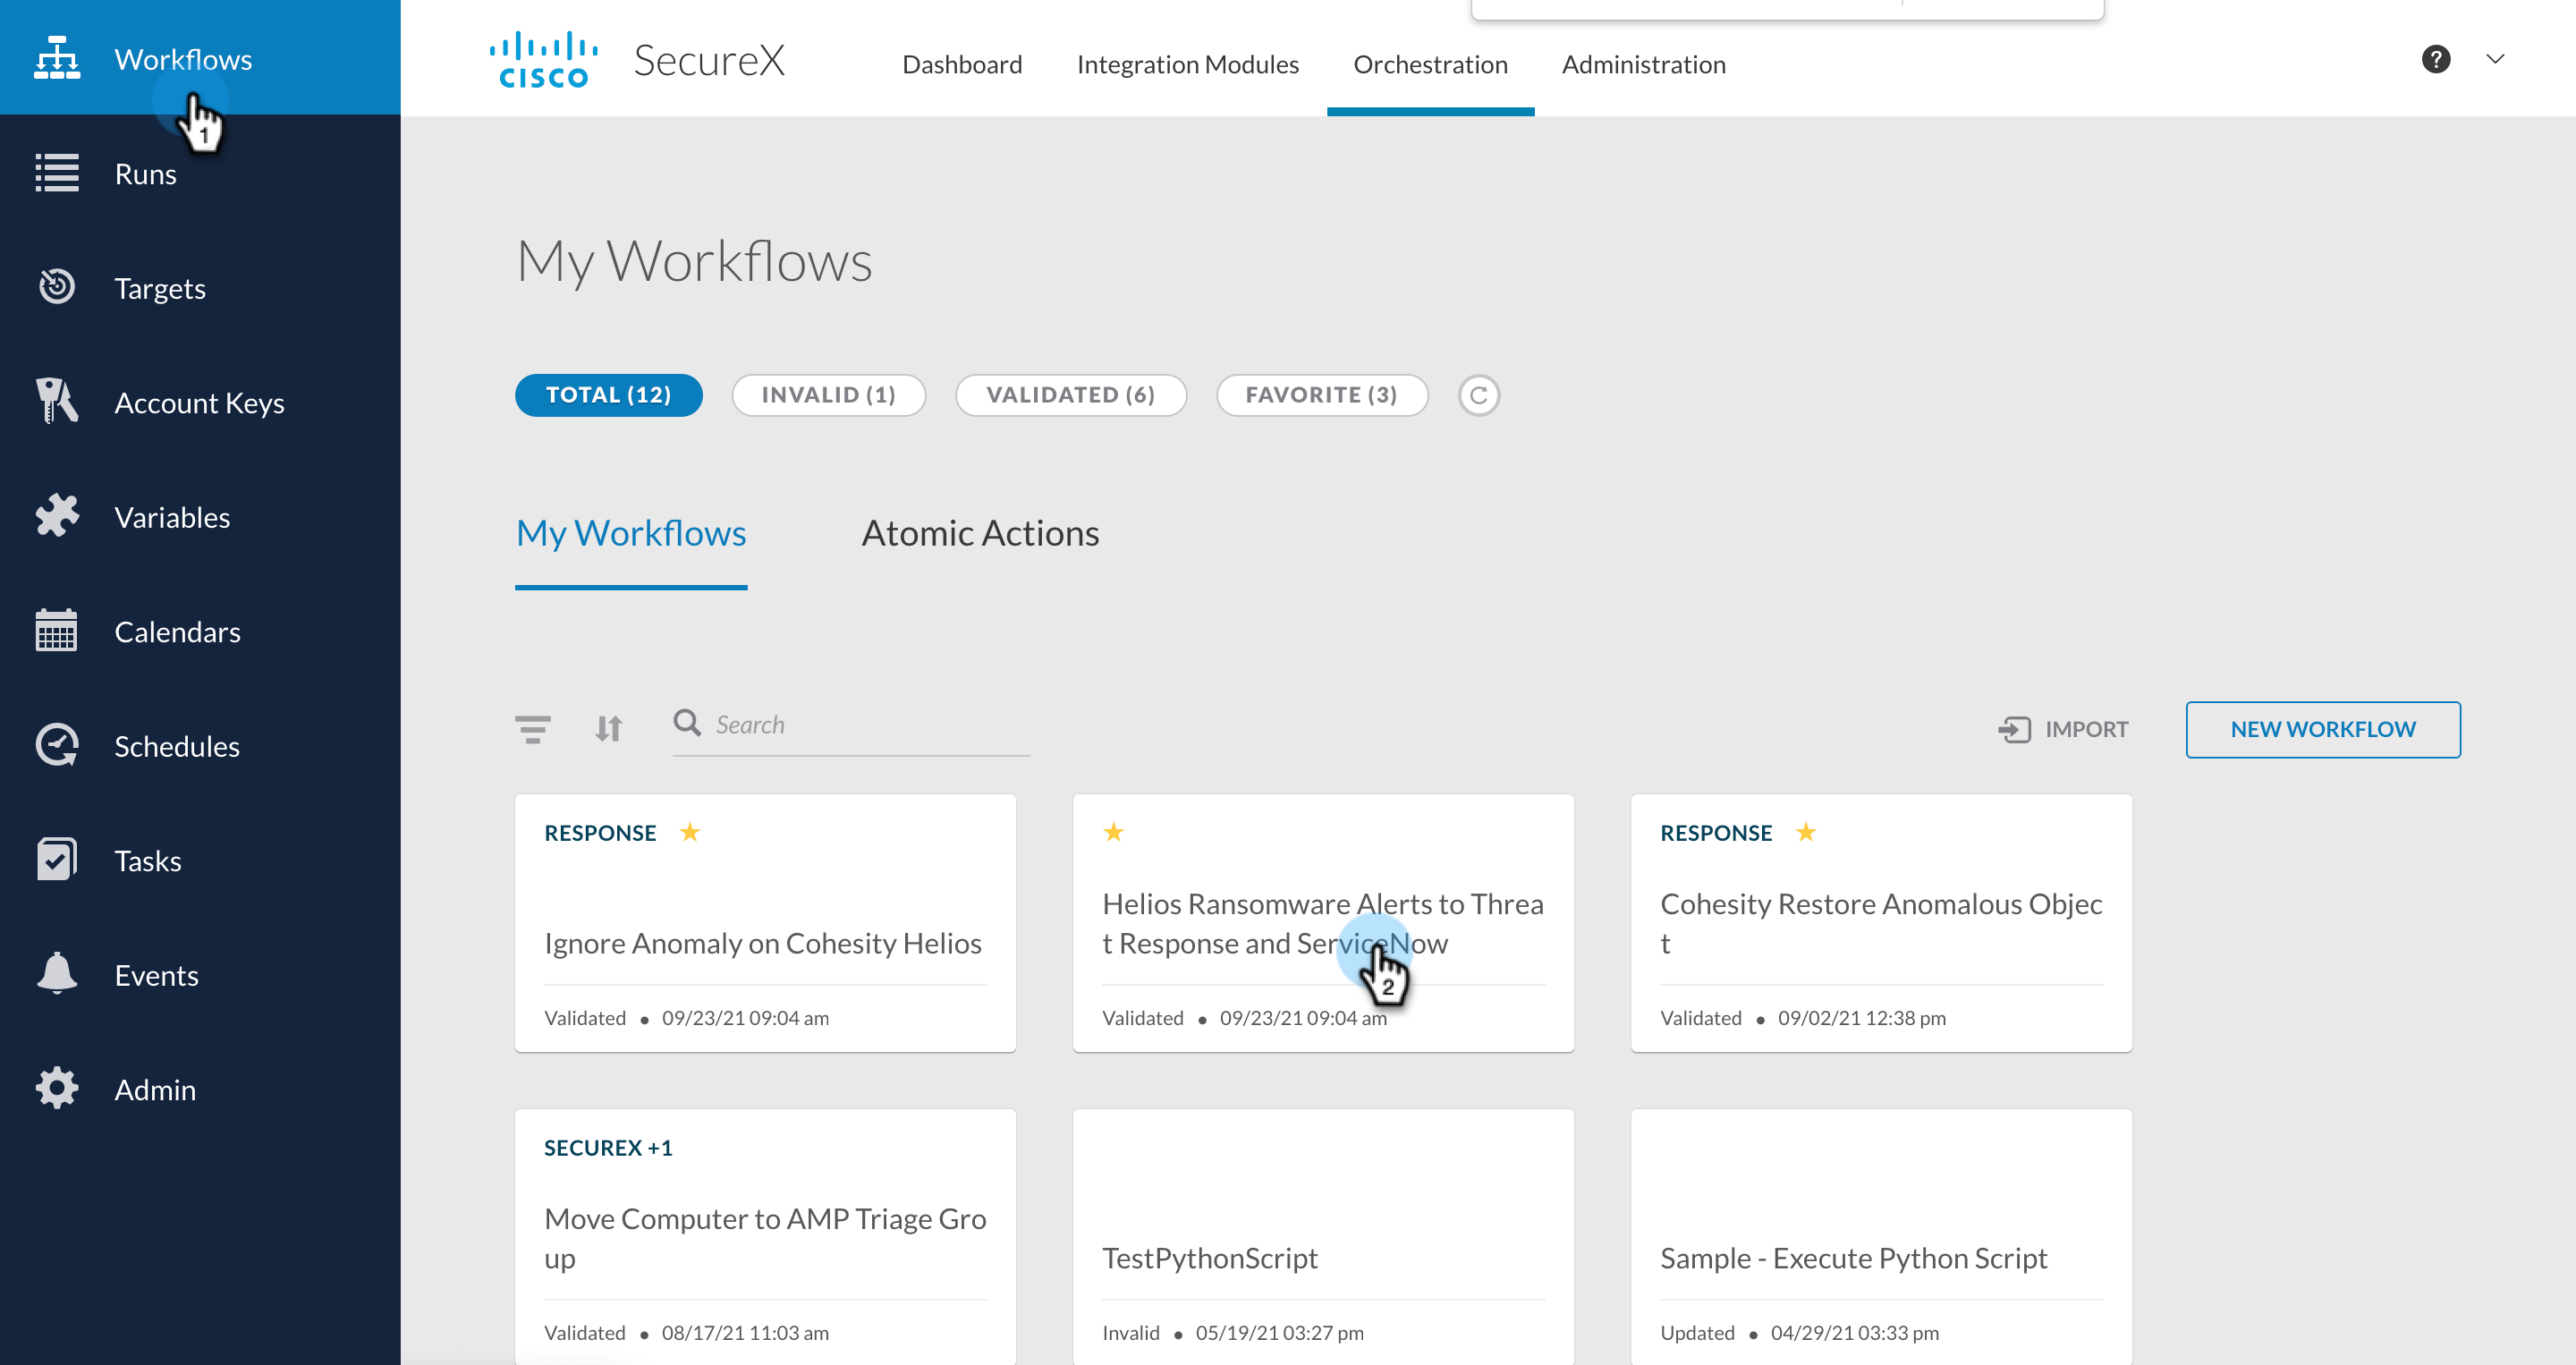 Workflows
1
Runs
Targets
Account Keys
Variables
Calendars
Schedules
Tasks
Events
Admin
CISCO SecureX
Dashboard Integration Modules Orchestration Administration
?
My Workflows
TOTAL (12) INVALID (1) VALIDATED (6) FAVORITE (3)
My Workflows Atomic Actions
Search IMPORT NEW WORKFLOW
RESPONSE
Ignore Anomaly on Cohesity Helios
Validated • 09/23/21 09:04 am
Helios Ransomware Alerts to Threa
t Response and ServiceNow
2
Validated • 09/23/21 09:04 am
RESPONSE
Cohesity Restore Anomalous Objec
t
Validated • 09/02/21 12:38 pm
SECUREX +1
Move Computer to AMP Triage Gro
up
Validated • 08/17/21 11:03 am
TestPythonScript
Invalid • 05/19/21 03:27 pm
Sample - Execute Python Script
Updated • 04/29/21 03:33 pm